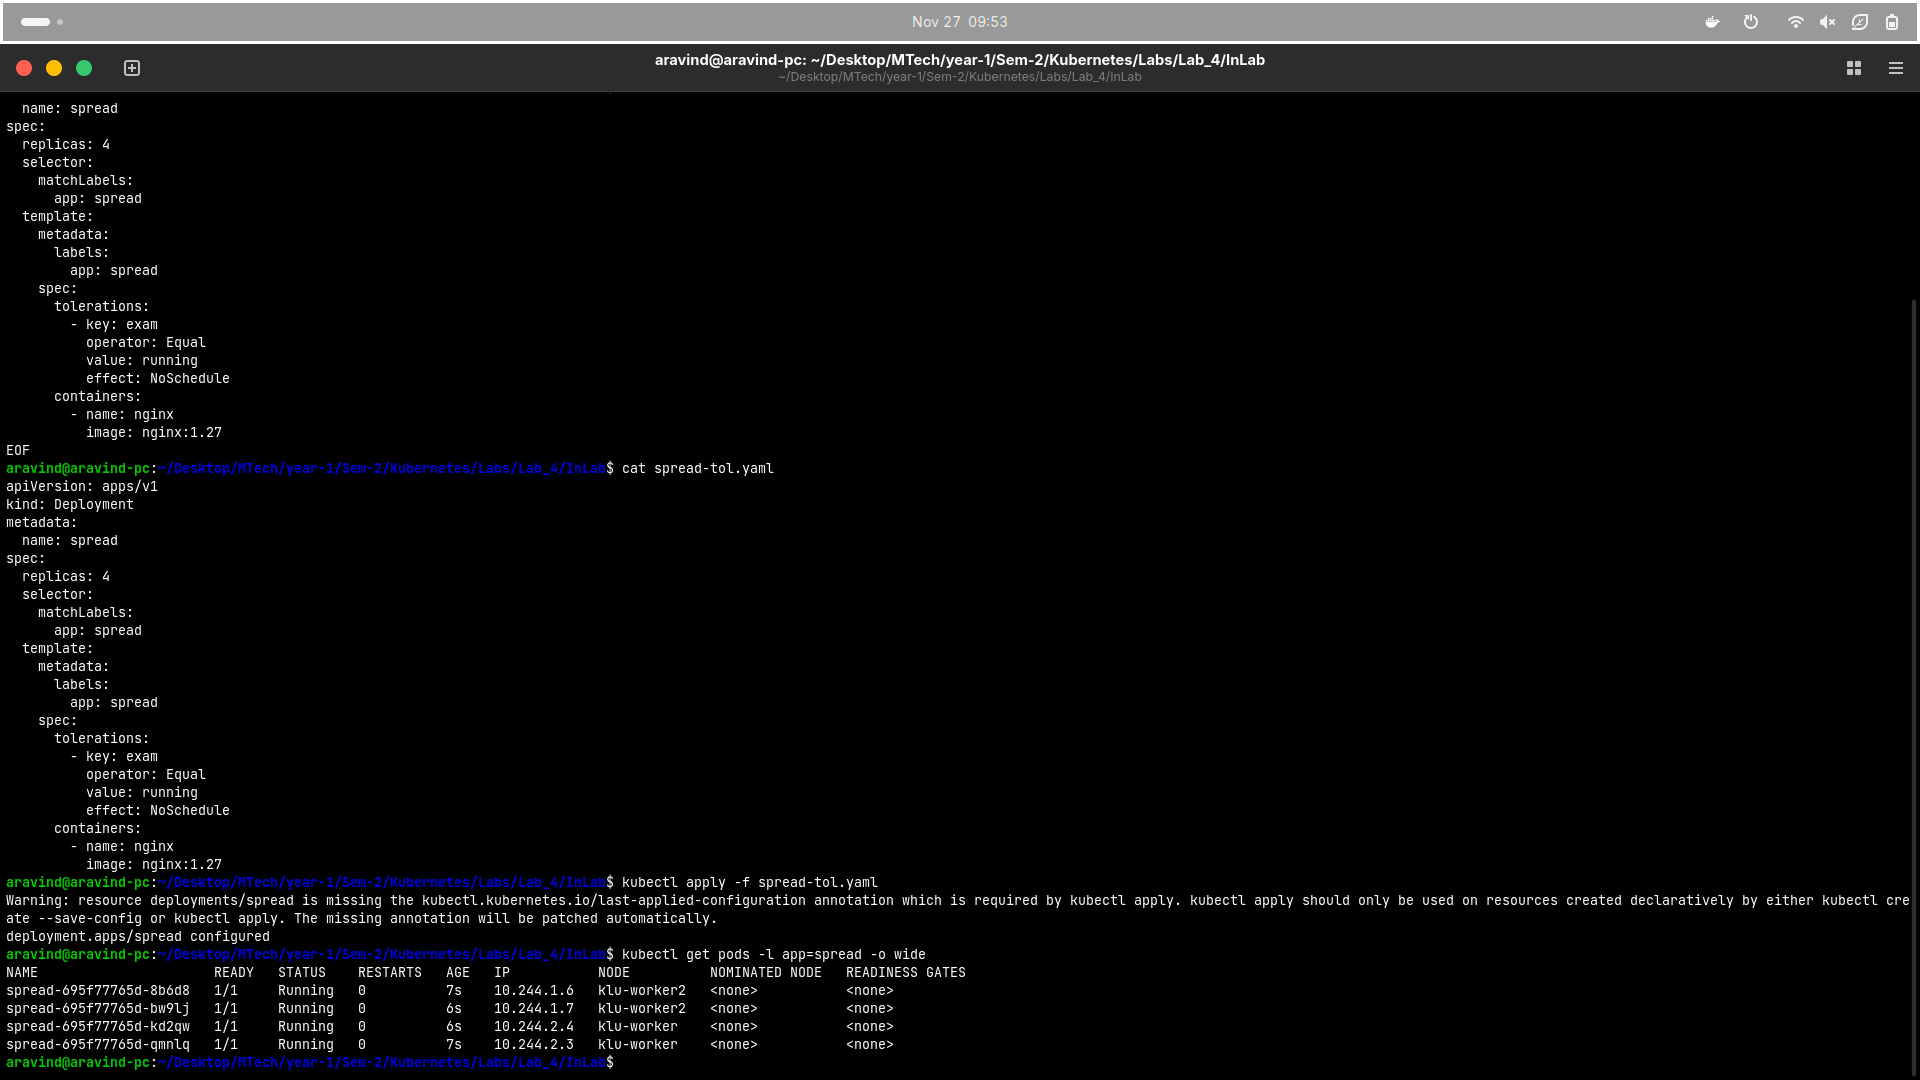 Nov 27  09:53
aravind@aravind-pc: ~/Desktop/MTech/year-1/Sem-2/Kubernetes/Labs/Lab_4/InLab
~/Desktop/MTech/year-1/Sem-2/Kubernetes/Labs/Lab_4/InLab
  name: spread
spec:
  replicas: 4
  selector:
    matchLabels:
      app: spread
  template:
    metadata:
      labels:
        app: spread
    spec:
      tolerations:
        - key: exam
          operator: Equal
          value: running
          effect: NoSchedule
      containers:
        - name: nginx
          image: nginx:1.27
EOF
aravind@aravind-pc:~/Desktop/MTech/year-1/Sem-2/Kubernetes/Labs/Lab_4/InLab$ cat spread-tol.yaml
apiVersion: apps/v1
kind: Deployment
metadata:
  name: spread
spec:
  replicas: 4
  selector:
    matchLabels:
      app: spread
  template:
    metadata:
      labels:
        app: spread
    spec:
      tolerations:
        - key: exam
          operator: Equal
          value: running
          effect: NoSchedule
      containers:
        - name: nginx
          image: nginx:1.27
aravind@aravind-pc:~/Desktop/MTech/year-1/Sem-2/Kubernetes/Labs/Lab_4/InLab$ kubectl apply -f spread-tol.yaml
Warning: resource deployments/spread is missing the kubectl.kubernetes.io/last-applied-configuration annotation which is required by kubectl apply. kubectl apply should only be used on resources created declaratively by either kubectl cre
ate --save-config or kubectl apply. The missing annotation will be patched automatically.
deployment.apps/spread configured
aravind@aravind-pc:~/Desktop/MTech/year-1/Sem-2/Kubernetes/Labs/Lab_4/InLab$ kubectl get pods -l app=spread -o wide
NAME                      READY   STATUS    RESTARTS   AGE   IP           NODE          NOMINATED NODE   READINESS GATES
spread-695f77765d-8b6d8   1/1     Running   0          7s    10.244.1.6   klu-worker2   <none>           <none>
spread-695f77765d-bw9lj   1/1     Running   0          6s    10.244.1.7   klu-worker2   <none>           <none>
spread-695f77765d-kd2qw   1/1     Running   0          6s    10.244.2.4   klu-worker    <none>           <none>
spread-695f77765d-qmnlq   1/1     Running   0          7s    10.244.2.3   klu-worker    <none>           <none>
aravind@aravind-pc:~/Desktop/MTech/year-1/Sem-2/Kubernetes/Labs/Lab_4/InLab$